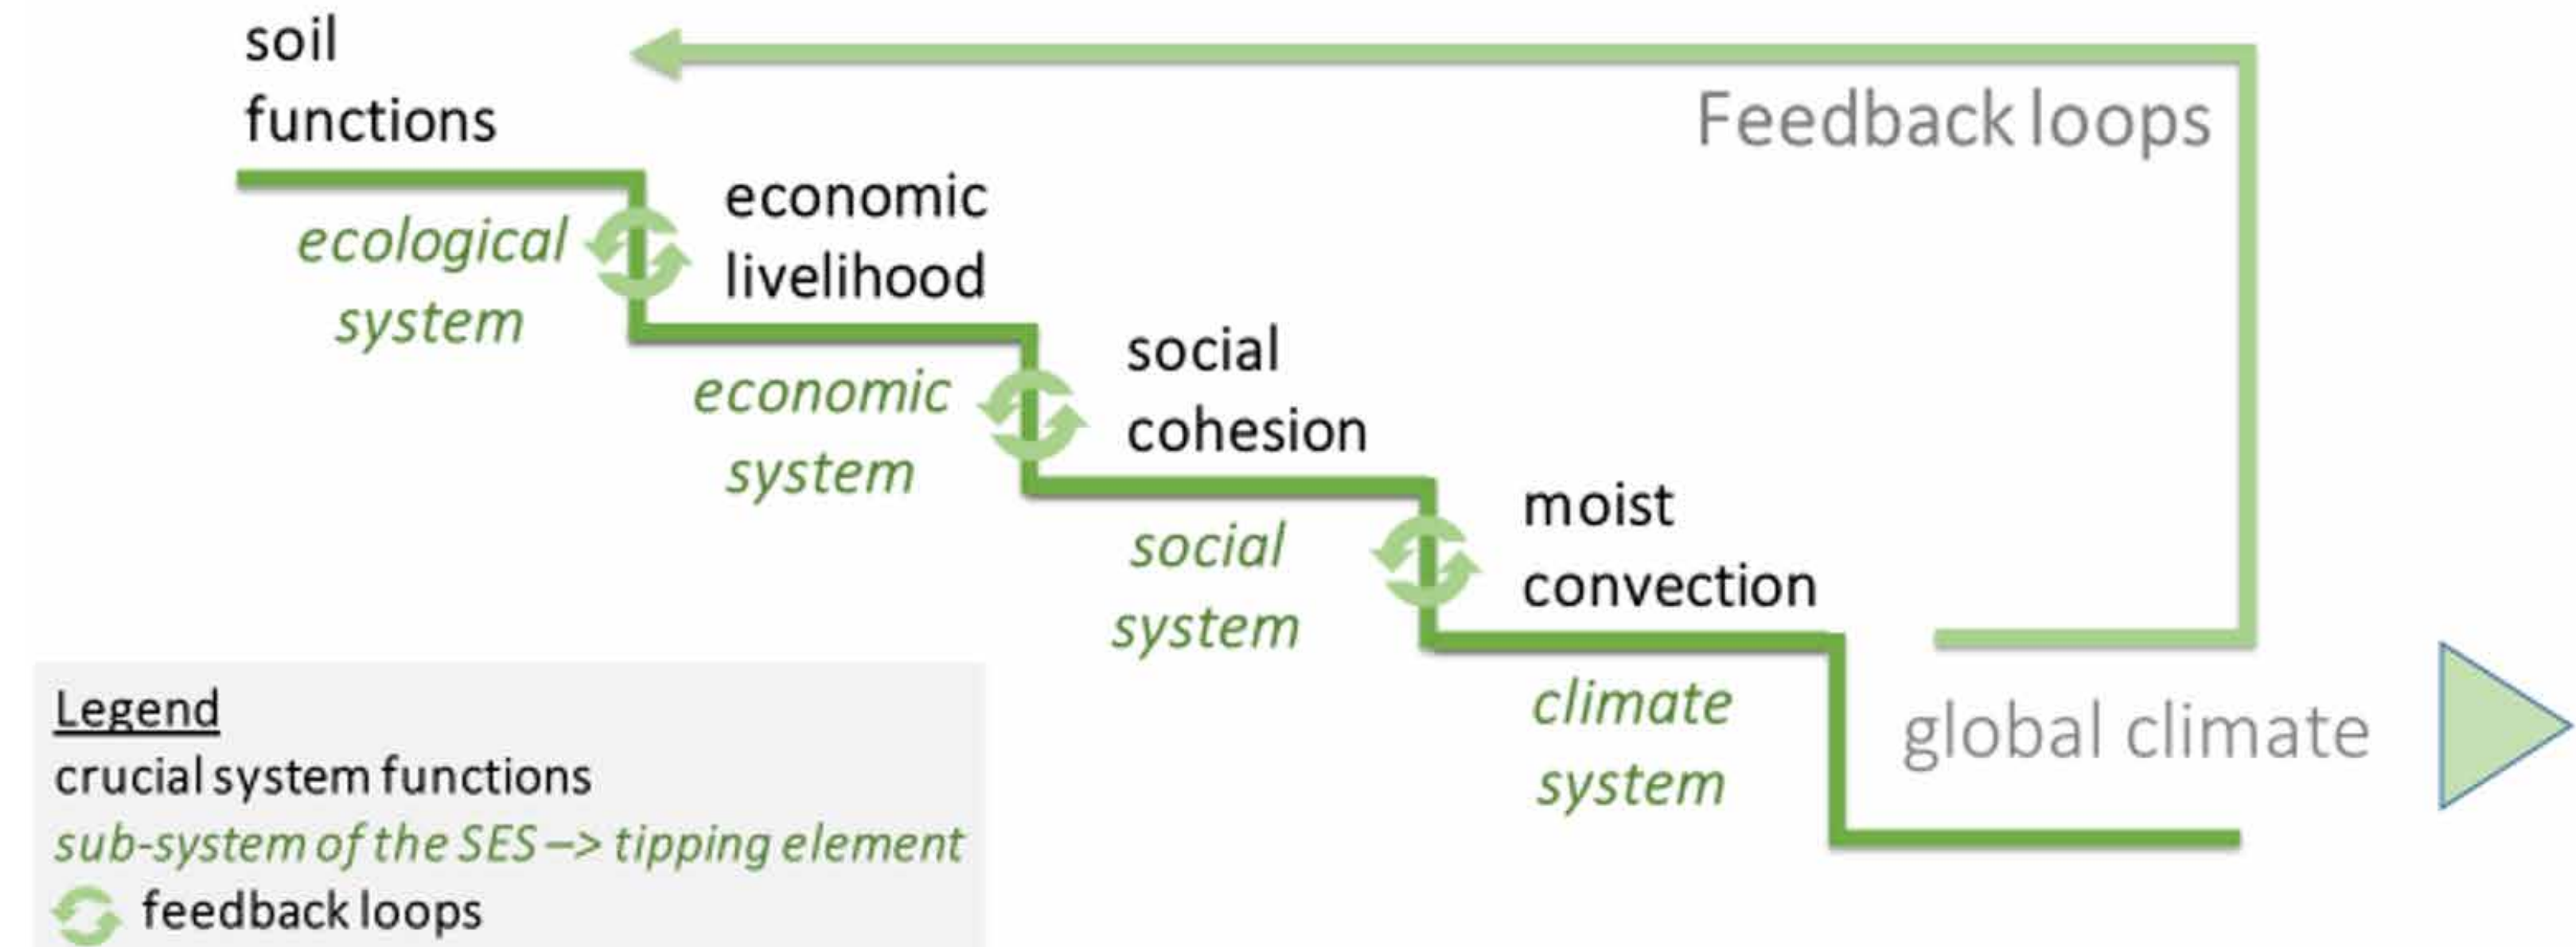 soil
functions
Feedback loops
ecological
system
economic
livelihood
economic
system
social
cohesion
social
system
moist
convection
climate
system
global climate
Legend
crucial system functions
sub-system of the SES –> tipping element
feedback loops